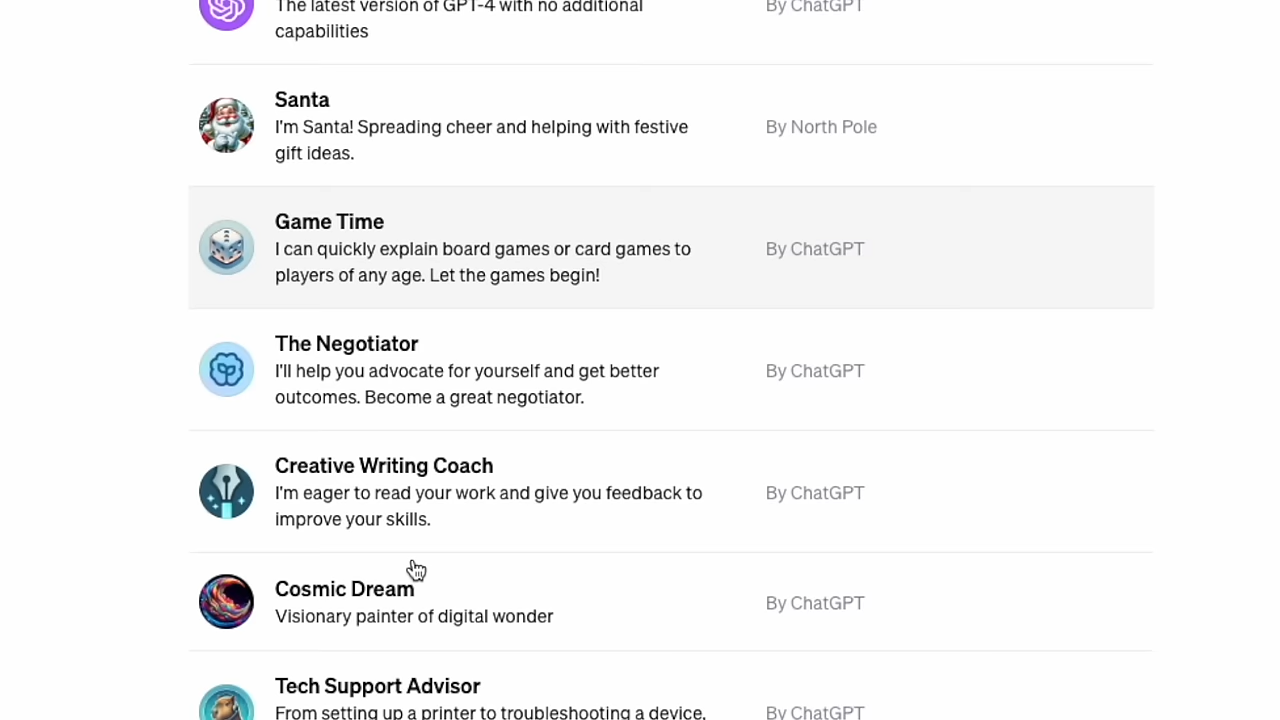 The latest version of GPT-4 with no additional
capabilities
By ChatGPT
Santa
I'm Santa! Spreading cheer and helping with festive
gift ideas.
By North Pole
Game Time
I can quickly explain board games or card games to
players of any age. Let the games begin!
By ChatGPT
The Negotiator
I'll help you advocate for yourself and get better
outcomes. Become a great negotiator.
By ChatGPT
Creative Writing Coach
I'm eager to read your work and give you feedback to
improve your skills.
By ChatGPT
Cosmic Dream
Visionary painter of digital wonder
By ChatGPT
Tech Support Advisor
From setting up a printer to troubleshooting a device,
By ChatGPT